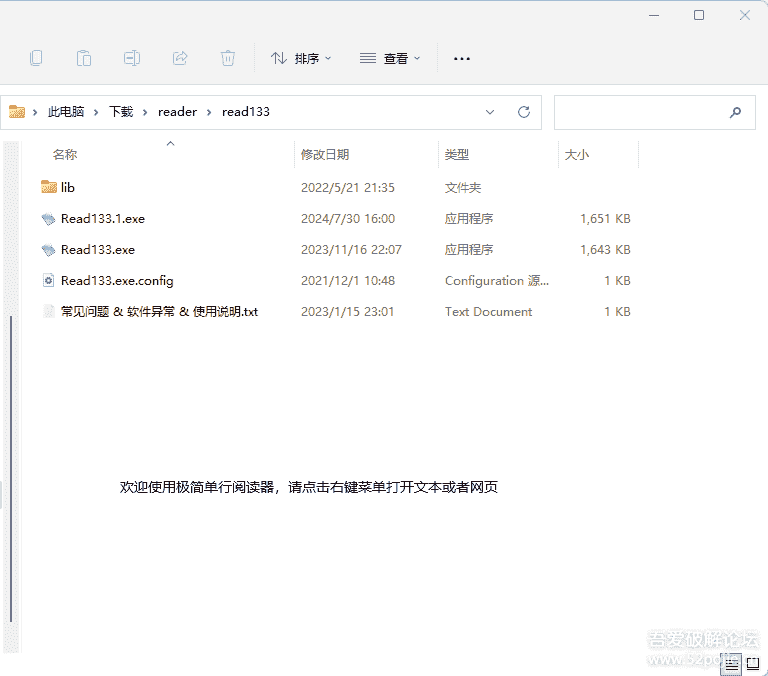 排序 查看
此电脑 下载 reader read133
名称 修改日期 类型 大小
lib 2022/5/21 21:35 文件夹
Read133.1.exe 2024/7/30 16:00 应用程序 1,651 KB
Read133.exe 2023/11/16 22:07 应用程序 1,643 KB
Read133.exe.config 2021/12/1 10:48 Configuration 源... 1 KB
常见问题 & 软件异常 & 使用说明.txt 2023/1/15 23:01 Text Document 1 KB
欢迎使用极简单行阅读器，请点击右键菜单打开文本或者网页
吾爱破解论坛